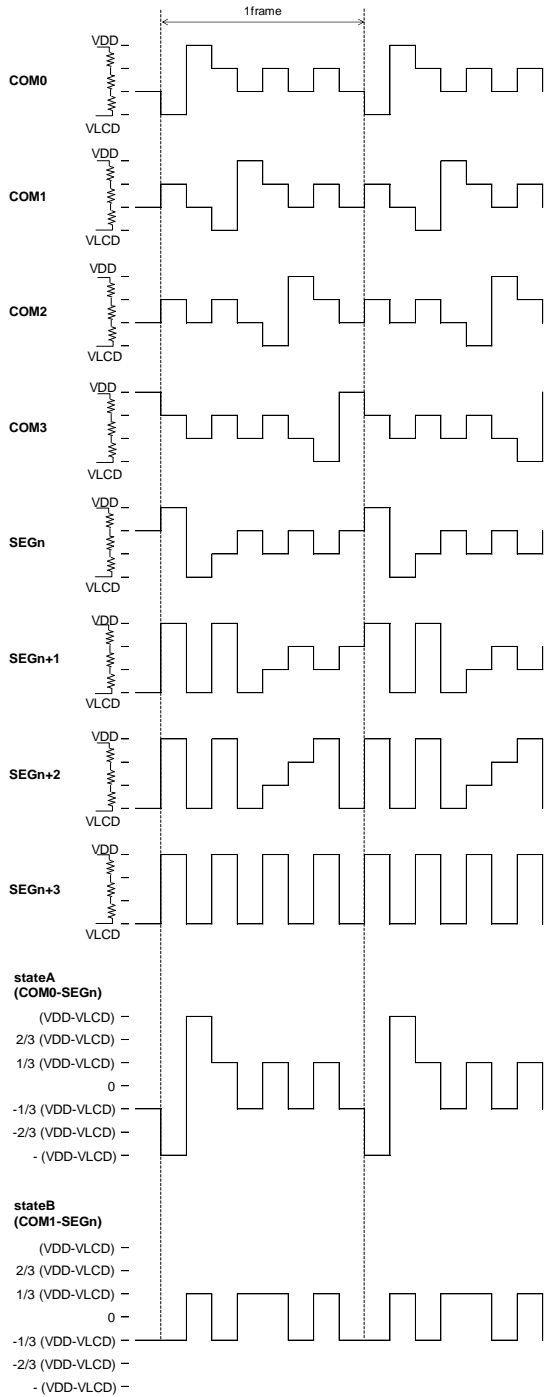 1frame
VDD
COM0
VLCD
VDD
COM1
VLCD
VDD
COM2
VLCD
VDD
COM3
VLCD
VDD
SEGn
VLCD
VDD
SEGn+1
VLCD
VDD
SEGn+2
VLCD
VDD
SEGn+3
VLCD
stateA
(COM0-SEGn)
(VDD-VLCD)
2/3 (VDD-VLCD)
1/3 (VDD-VLCD)
0
-1/3 (VDD-VLCD)
-2/3 (VDD-VLCD)
- (VDD-VLCD)
stateB
(COM1-SEGn)
(VDD-VLCD)
2/3 (VDD-VLCD)
1/3 (VDD-VLCD)
0
-1/3 (VDD-VLCD)
-2/3 (VDD-VLCD)
- (VDD-VLCD)